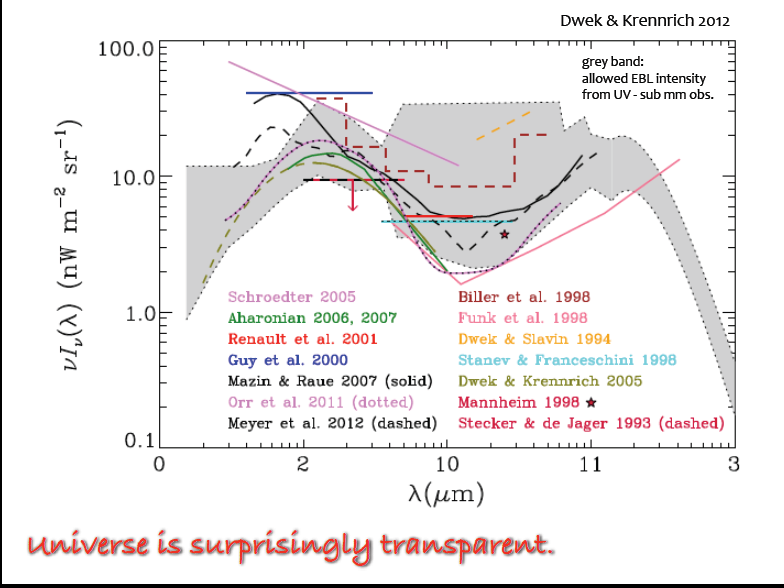 Dwek & Krennrich 2012
grey band:
allowed EBL intensity
from UV - sub mm obs.
100.0
10.0
1.0
0.1
νIν(λ) (nW m−2 sr−1)
Schroedter 2005
Aharonian 2006, 2007
Renault et al. 2001
Guy et al. 2000
Mazin & Raue 2007 (solid)
Orr et al. 2011 (dotted)
Meyer et al. 2012 (dashed)
Biller et al. 1998
Funk et al. 1998
Dwek & Slavin 1994
Stanev & Franceschini 1998
Dwek & Krennrich 2005
Mannheim 1998 ★
Stecker & de Jager 1993 (dashed)
0 2 10 11 3
λ(μm)
Universe is surprisingly transparent.